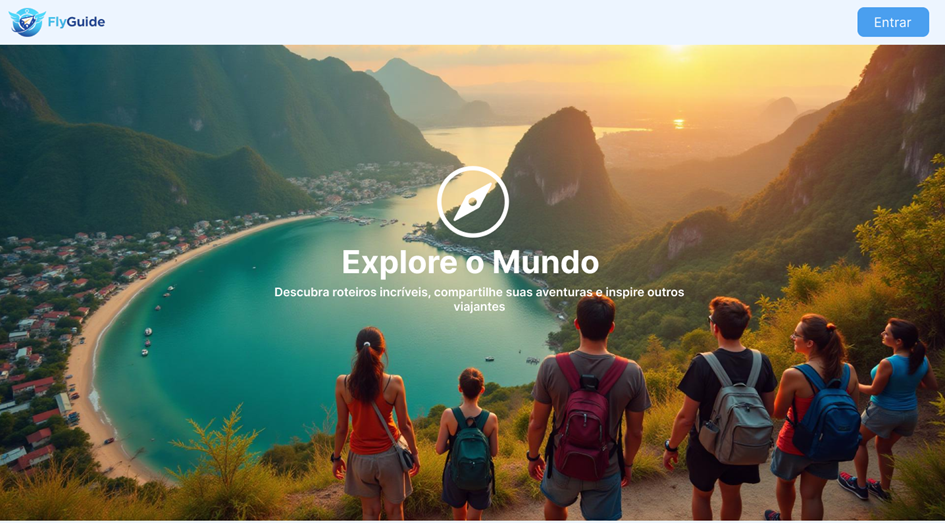 FlyGuide
Entrar
Explore o Mundo
Descubra roteiros incríveis, compartilhe suas aventuras e inspire outros
viajantes